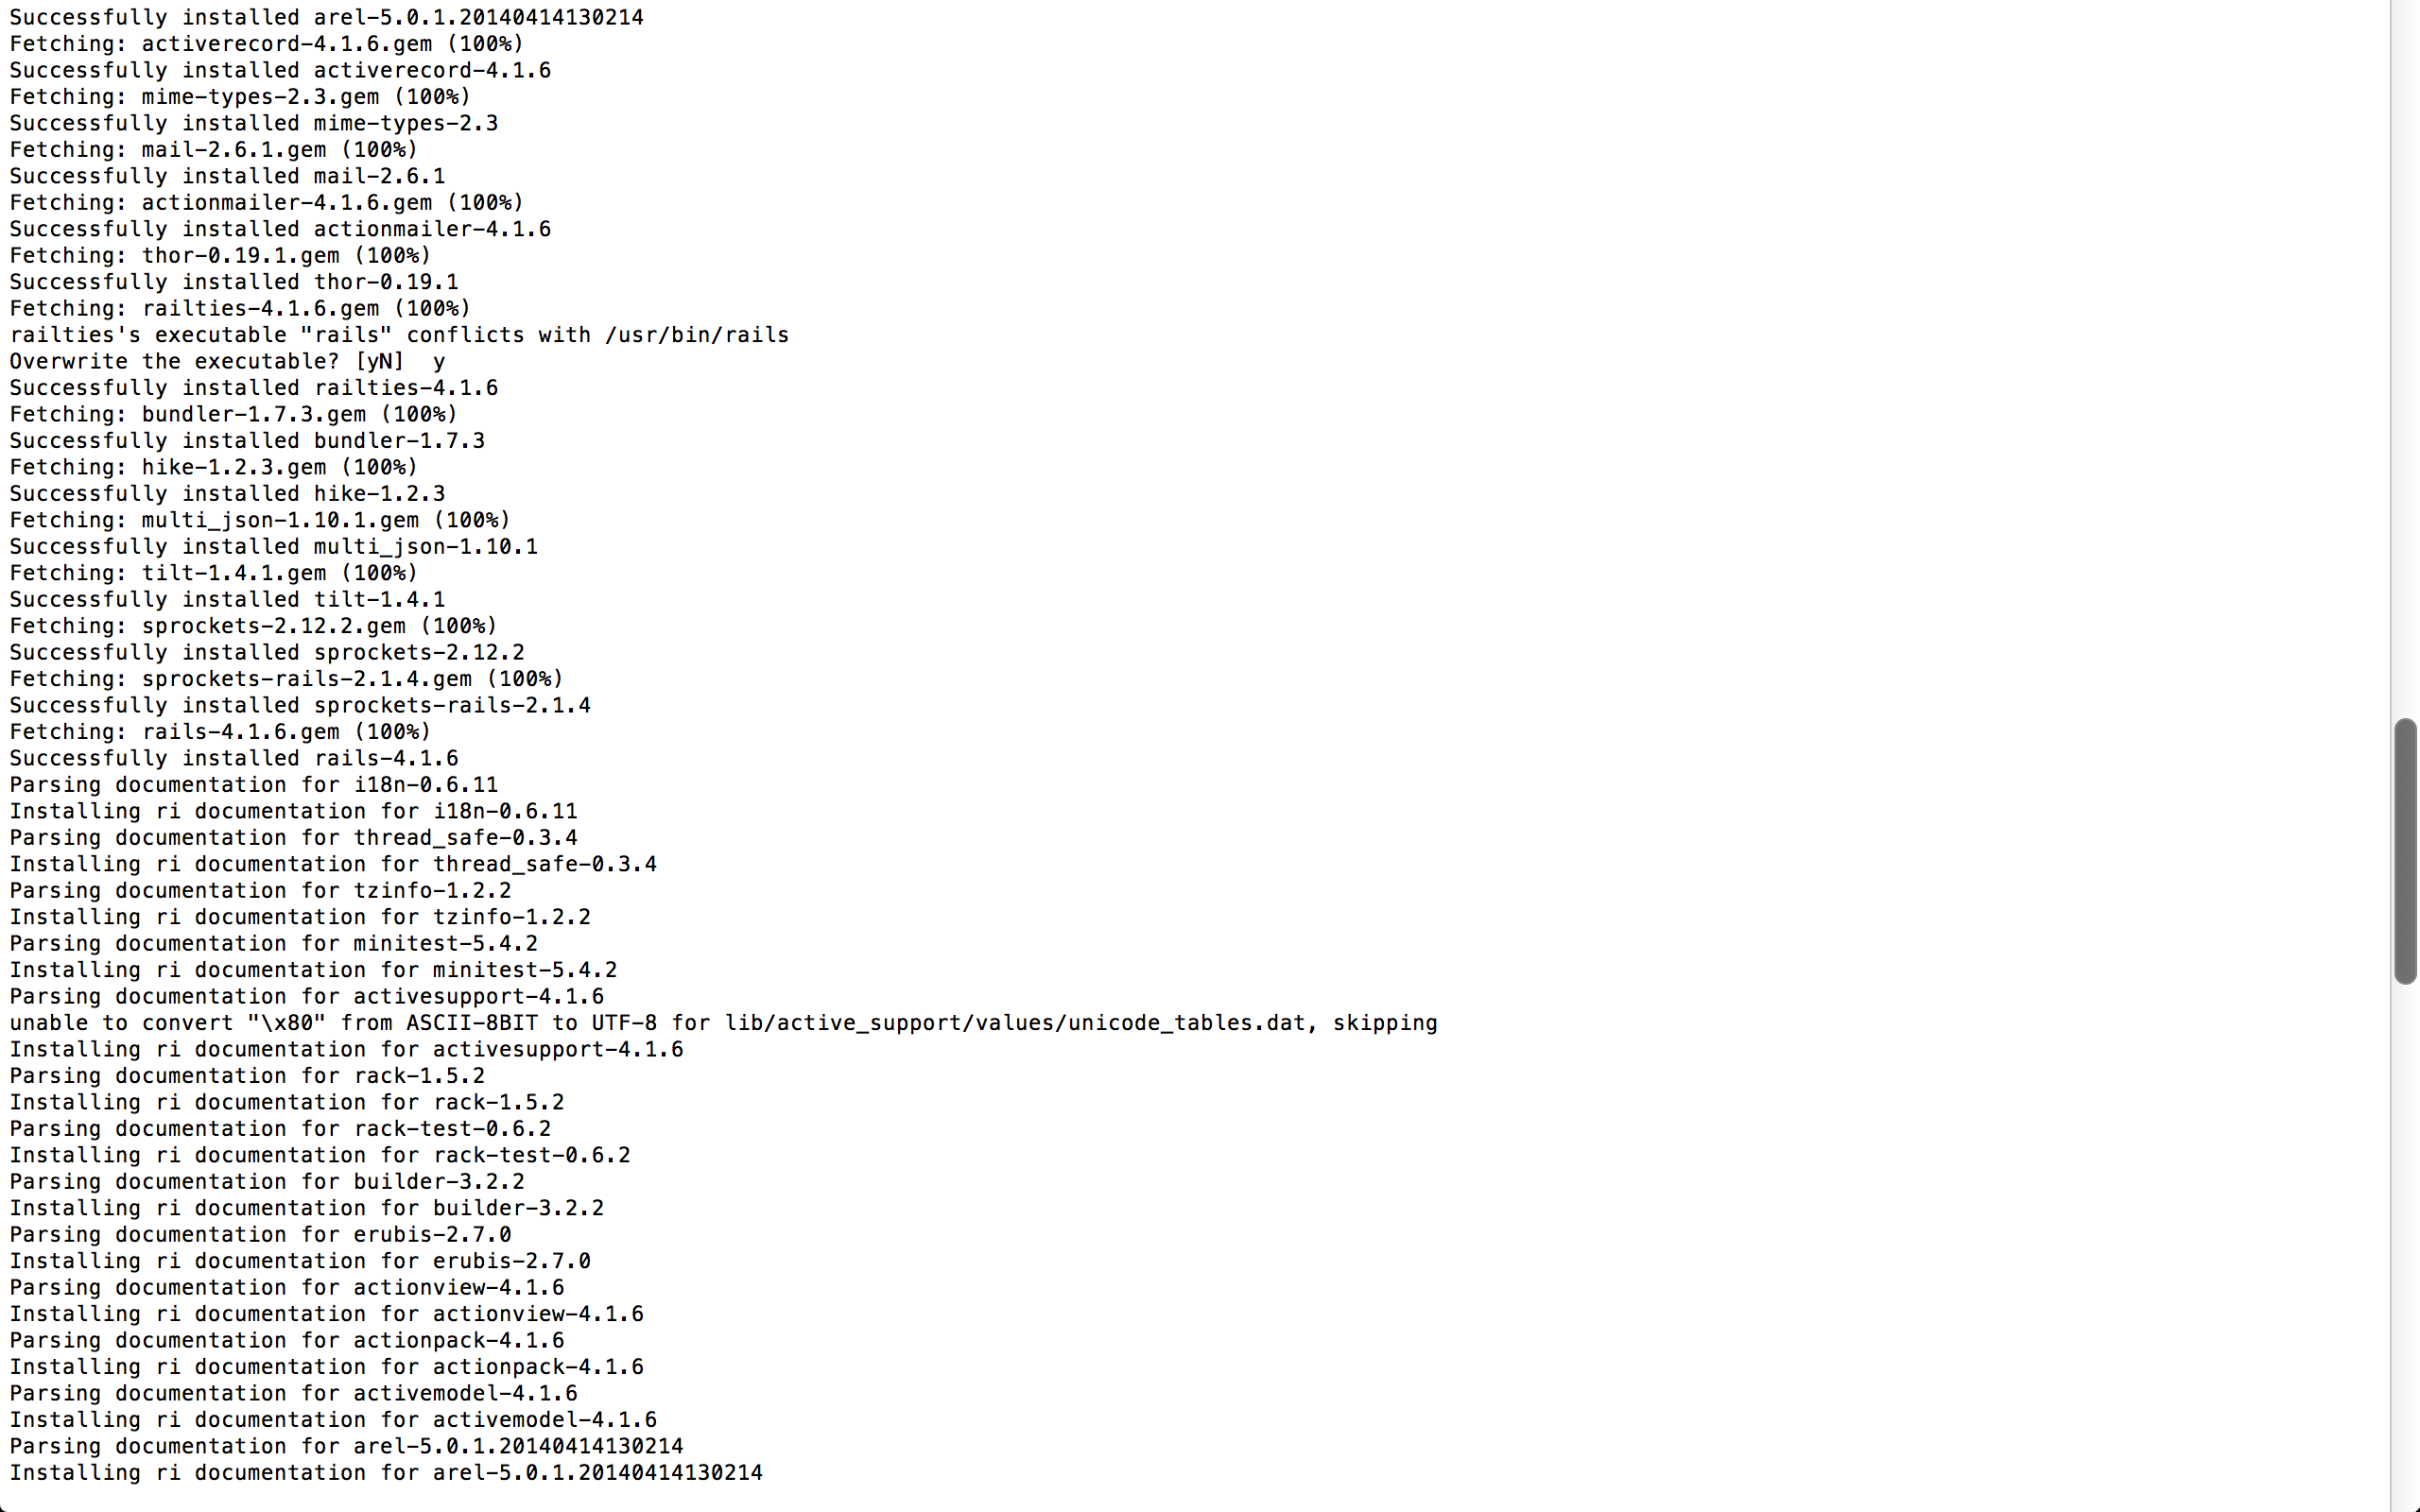 Successfully installed arel-5.0.1.20140414130214
Fetching: activerecord-4.1.6.gem (100%)
Successfully installed activerecord-4.1.6
Fetching: mime-types-2.3.gem (100%)
Successfully installed mime-types-2.3
Fetching: mail-2.6.1.gem (100%)
Successfully installed mail-2.6.1
Fetching: actionmailer-4.1.6.gem (100%)
Successfully installed actionmailer-4.1.6
Fetching: thor-0.19.1.gem (100%)
Successfully installed thor-0.19.1
Fetching: railties-4.1.6.gem (100%)
railties's executable "rails" conflicts with /usr/bin/rails
Overwrite the executable? [yN]  y
Successfully installed railties-4.1.6
Fetching: bundler-1.7.3.gem (100%)
Successfully installed bundler-1.7.3
Fetching: hike-1.2.3.gem (100%)
Successfully installed hike-1.2.3
Fetching: multi_json-1.10.1.gem (100%)
Successfully installed multi_json-1.10.1
Fetching: tilt-1.4.1.gem (100%)
Successfully installed tilt-1.4.1
Fetching: sprockets-2.12.2.gem (100%)
Successfully installed sprockets-2.12.2
Fetching: sprockets-rails-2.1.4.gem (100%)
Successfully installed sprockets-rails-2.1.4
Fetching: rails-4.1.6.gem (100%)
Successfully installed rails-4.1.6
Parsing documentation for i18n-0.6.11
Installing ri documentation for i18n-0.6.11
Parsing documentation for thread_safe-0.3.4
Installing ri documentation for thread_safe-0.3.4
Parsing documentation for tzinfo-1.2.2
Installing ri documentation for tzinfo-1.2.2
Parsing documentation for minitest-5.4.2
Installing ri documentation for minitest-5.4.2
Parsing documentation for activesupport-4.1.6
unable to convert "\x80" from ASCII-8BIT to UTF-8 for lib/active_support/values/unicode_tables.dat, skipping
Installing ri documentation for activesupport-4.1.6
Parsing documentation for rack-1.5.2
Installing ri documentation for rack-1.5.2
Parsing documentation for rack-test-0.6.2
Installing ri documentation for rack-test-0.6.2
Parsing documentation for builder-3.2.2
Installing ri documentation for builder-3.2.2
Parsing documentation for erubis-2.7.0
Installing ri documentation for erubis-2.7.0
Parsing documentation for actionview-4.1.6
Installing ri documentation for actionview-4.1.6
Parsing documentation for actionpack-4.1.6
Installing ri documentation for actionpack-4.1.6
Parsing documentation for activemodel-4.1.6
Installing ri documentation for activemodel-4.1.6
Parsing documentation for arel-5.0.1.20140414130214
Installing ri documentation for arel-5.0.1.20140414130214